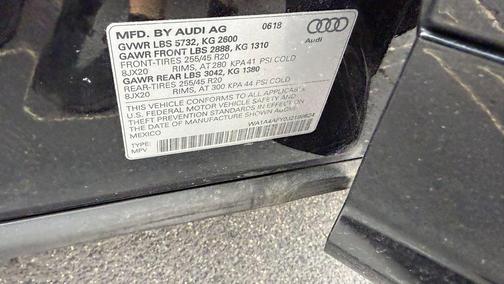 MFD. BY AUDI AG 0618
GVWR LBS 5732, KG 2600
GAWR FRONT LBS 2888, KG 1310
FRONT-TIRES 255/45 R20
8JX20 RIMS, AT 280 KPA 41 PSI COLD
GAWR REAR LBS 3042, KG 1380
REAR-TIRES 255/45 R20
8JX20 RIMS, AT 300 KPA 44 PSI COLD
THIS VEHICLE CONFORMS TO ALL APPLICABLE
U.S. FEDERAL MOTOR VEHICLE SAFETY
THEFT PREVENTION STANDARDS IN EFFECT
THE DATE OF MANUFACTURE SHOWN
MEXICO
TYPE:
MPV
Audi